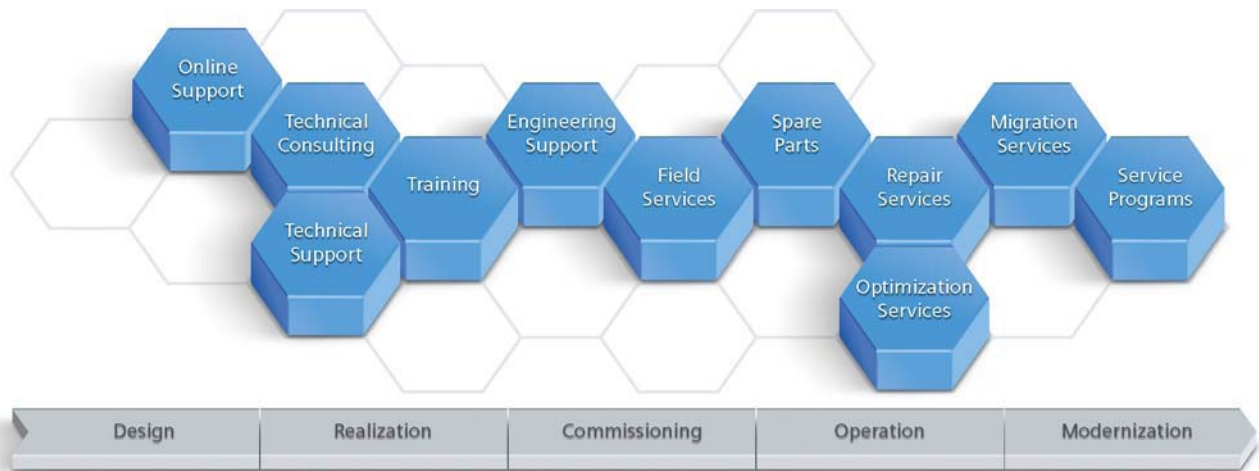 Online
Support
Technical
Consulting
Technical
Support
Training
Engineering
Support
Field
Services
Spare
Parts
Repair
Services
Optimization
Services
Migration
Services
Service
Programs
Design
Realization
Commissioning
Operation
Modernization